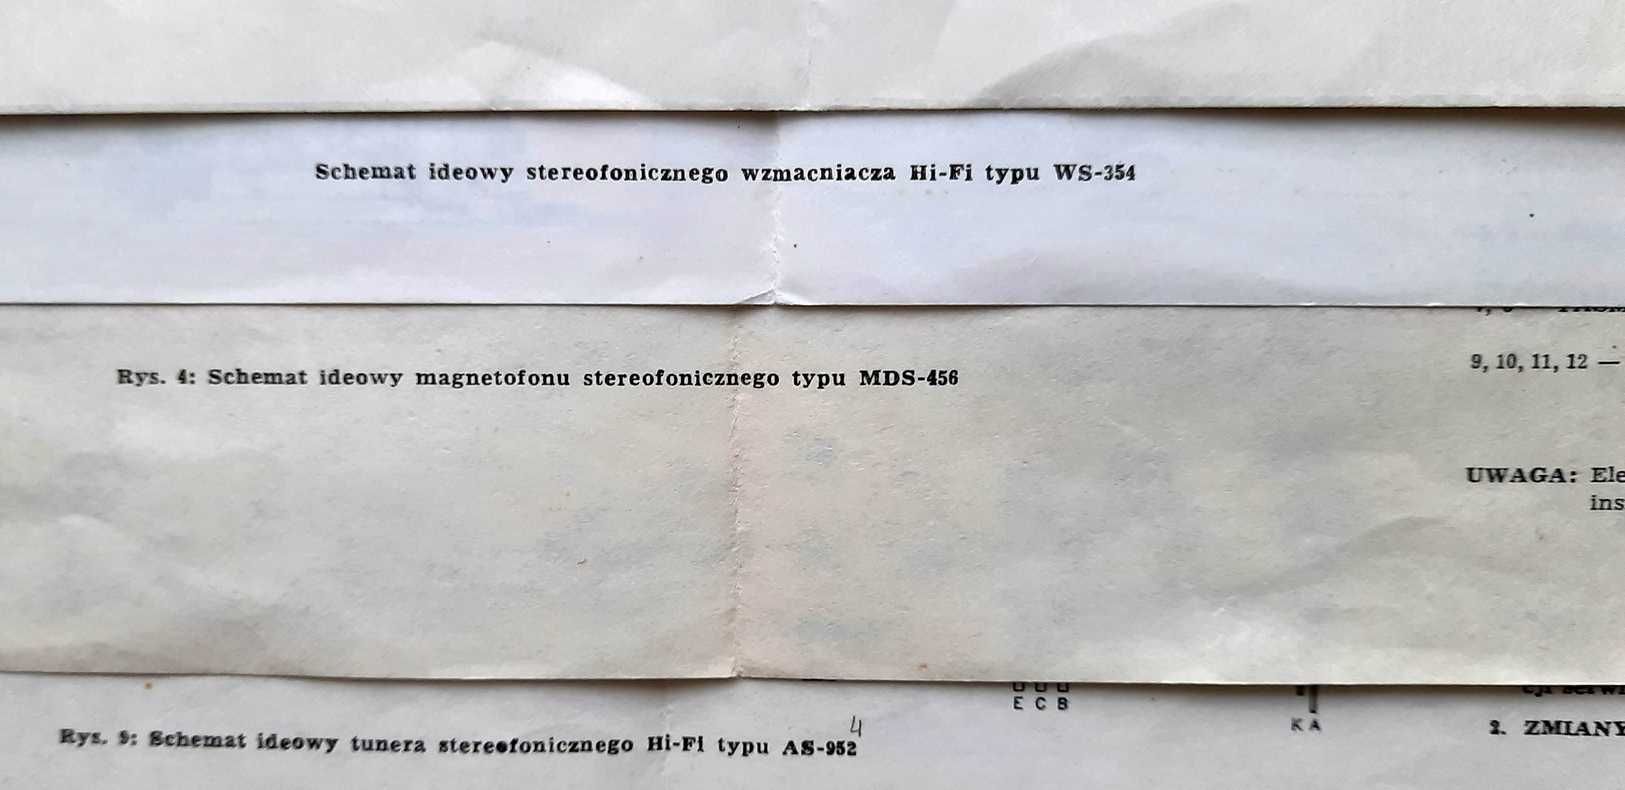 Schemat ideowy stereofonicznego wzmacniacza Hi-Fi typu WS-354
9, 10, 11, 12 —
Rys. 4: Schemat ideowy magnetofonu stereofonicznego typu MDS-456
UWAGA: Ele
ins
E C B
K A
4
2. ZMIANY
Rys. 9: Schemat ideowy tunera stereofonicznego Hi-Fi typu AS-952